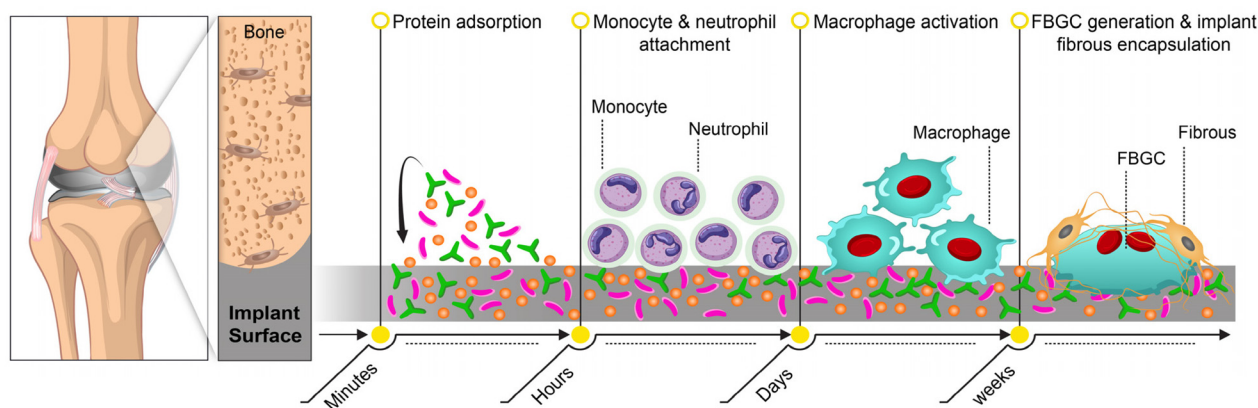 Bone
Implant
Surface
Protein adsorption
Monocyte & neutrophil
attachment
Macrophage activation
FBGC generation & implant
fibrous encapsulation
Monocyte
Neutrophil
Macrophage
FBGC
Fibrous
Minutes
Hours
Days
weeks